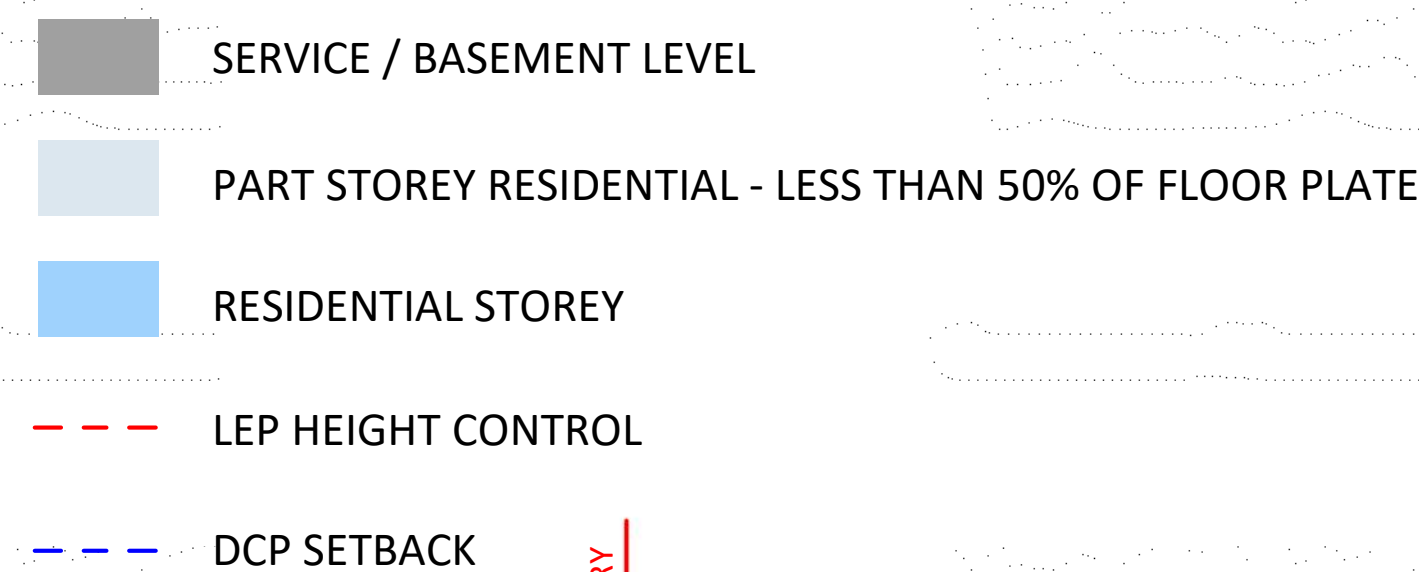 SERVICE / BASEMENT LEVEL
PART STOREY RESIDENTIAL - LESS THAN 50% OF FLOOR PLATE
RESIDENTIAL STOREY
LEP HEIGHT CONTROL
DCP SETBACK